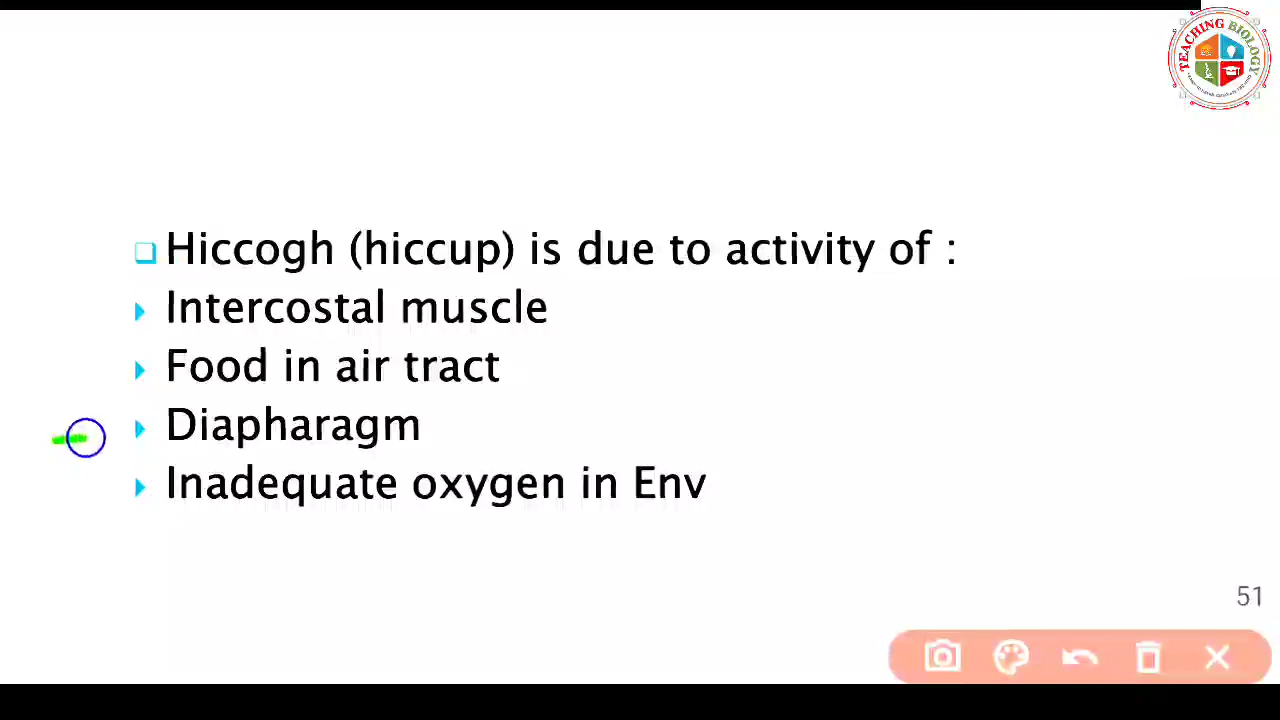 TEACHING BIOLOGY
Hiccogh (hiccup) is due to activity of :
Intercostal muscle
Food in air tract
Diapharagm
Inadequate oxygen in Env
51